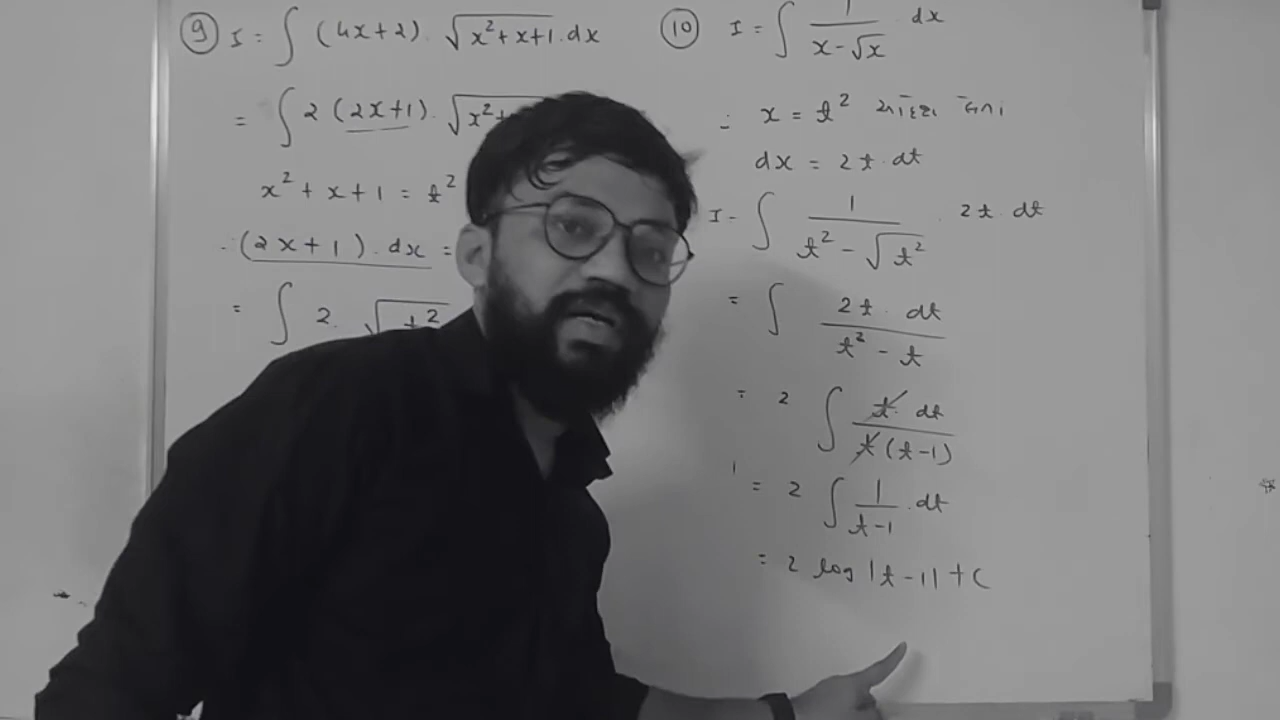 9 I = ∫ (4x+2) · √(x²+x+1) · dx
= ∫ 2 (2x+1) · √(x²+
x² + x + 1 = t²
∴ (2x+1) · dx =
= ∫ 2 · √(t²
10 I = ∫ 1/(x-√x) dx
∴ x = t²
dx = 2t · dt
I = ∫ 1/(t² - √t²) · 2t · dt
= ∫ 2t · dt/(t² - t)
= 2 ∫ t · dt/(t(t-1))
= 2 ∫ 1/(t-1) · dt
= 2 log |t-1| + C